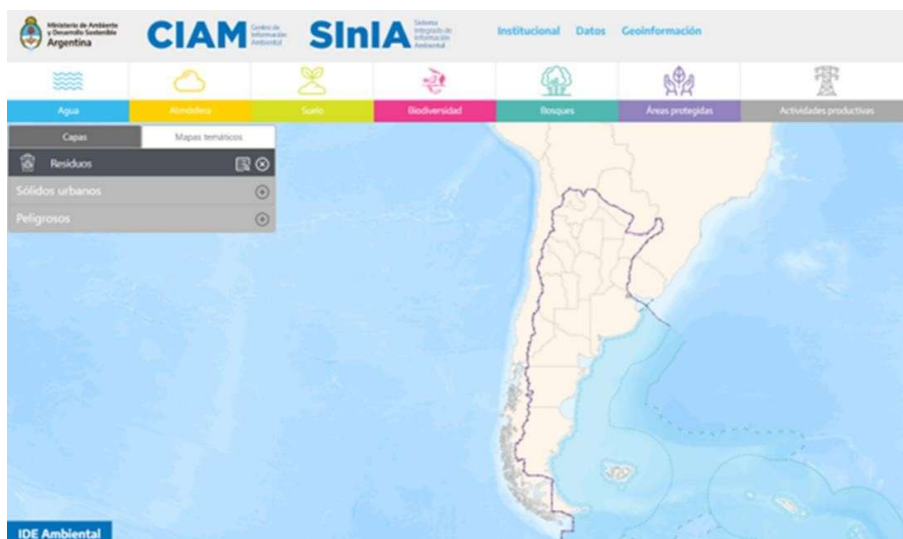 Ministerio de Ambiente
y Desarrollo Sostenible
Argentina
CIAM
Centro de
Información
Ambiental
SInIA
Sistema
Integrado de
Información
Ambiental
Institucional Datos Geoinformación
Agua Atmósfera Suelo Biodiversidad Bosques Áreas protegidas Actividades productivas
Capas Mapas temáticos
Residuos
Sólidos urbanos
Peligrosos
IDE Ambiental